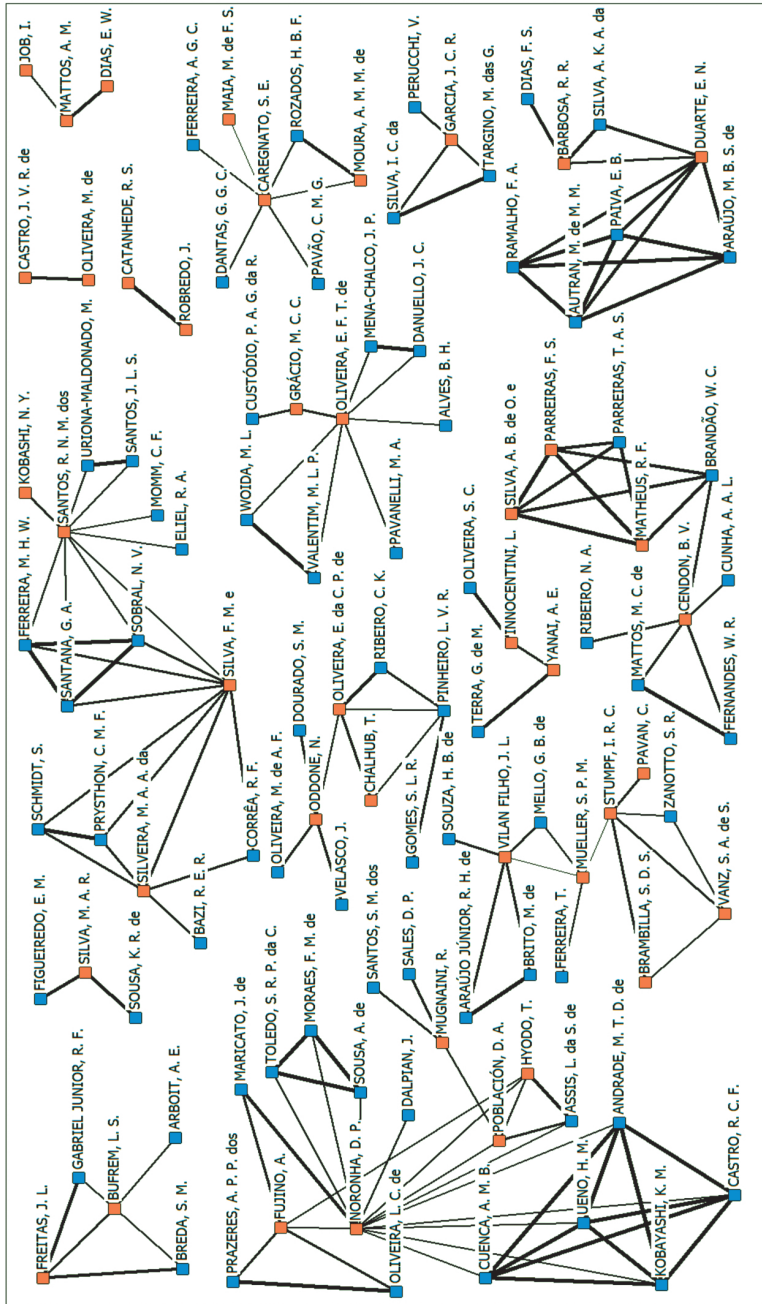 FREITAS, J. L.
GABRIEL JUNIOR, R. F.
BUFREM, L. S.
ARBOIT, A. E.
BREDA, S. M.
FIGUEIREDO, E. M.
SILVA, M. A. R.
SOUSA, K. R. de
SCHMIDT, S.
PRYSTHON, C. M. F.
SILVEIRA, M. A. A. da
BAZI, R. E. R.
CORRÊA, R. F.
SILVA, F. M. e
FERREIRA, M. H. W.
SANTANA, G. A.
SOBRAL, N. V.
KOBASHI, N. Y.
SANTOS, R. N. M. dos
URIONA-MALDONADO, M.
SANTOS, J. L. S.
MOMM, C. F.
ELIEL, R. A.
CASTRO, J. V. R. de
OLIVEIRA, M. de
CATANHEDE, R. S.
ROBREDO, J.
JOB, I.
MATTOS, A. M.
DIAS, E. W.
FERREIRA, A. G. C.
MAIA, M. de F. S.
DANTAS, G. G. C.
CAREGNATO, S. E.
ROZADOS, H. B. F.
PAVÃO, C. M. G.
MOURA, A. M. M. de
PRAZERES, A. P. P. dos
MARICATO, J. de
FUJINO, A.
TOLEDO, S. R. P. da C.
MORAES, F. M. de
SOUSA, A. de
NORONHA, D. P.
OLIVEIRA, L. C. de
DALPIAN, J.
SANTOS, S. M. dos
SALES, D. P.
MUGNAINI, R.
POBLACIÓN, D. A.
HYODO, T.
ASSIS, L. da S. de
CUENCA, A. M. B.
UENO, H. M.
ANDRADE, M. T. D. de
KOBAYASHI, K. M.
CASTRO, R. C. F.
OLIVEIRA, M. de A. F.
DOURADO, S. M.
ODDONE, N.
VELASCO, J.
OLIVEIRA, E. da C. P. de
RIBEIRO, C. K.
CHALHUB, T.
PINHEIRO, L. V. R.
GOMES, S. L. R.
WOIDA, M. L.
CUSTÓDIO, P. A. G. da R.
GRÁCIO, M. C. C.
VALENTIM, M. L. P.
OLIVEIRA, E. F. T. de
MENA-CHALCO, J. P.
DANUELLO, J. C.
PAVANELLI, M. A.
ALVES, B. H.
PERUCCHI, V.
SILVA, I. C. da
GARCIA, J. C. R.
TARGINO, M. das G.
SOUZA, H. B. de
ARAÚJO JÚNIOR, R. H. de
VILAN FILHO, J. L.
MELLO, G. B. de
BRITO, M. de
FERREIRA, T.
MUELLER, S. P. M.
STUMPF, I. R. C.
PAVAN, C.
ZANOTTO, S. R.
BRAMBILLA, S. D. S.
VANZ, S. A. de S.
TERRA, G. de M.
OLIVEIRA, S. C.
INNOCENTINI, L.
YANAI, A. E.
RIBEIRO, N. A.
MATTOS, M. C. de
CENDON, B. V.
CUNHA, A. A. L.
FERNANDES, W. R.
SILVA, A. B. de O. e
PARREIRAS, F. S.
PARREIRAS, T. A. S.
MATHEUS, R. F.
BRANDÃO, W. C.
RAMALHO, F. A.
DIAS, F. S.
BARBOSA, R. R.
SILVA, A. K. A. da
AUTRAN, M. de M. M.
PAIVA, E. B.
DUARTE, E. N.
ARAÚJO, M. B. S. de